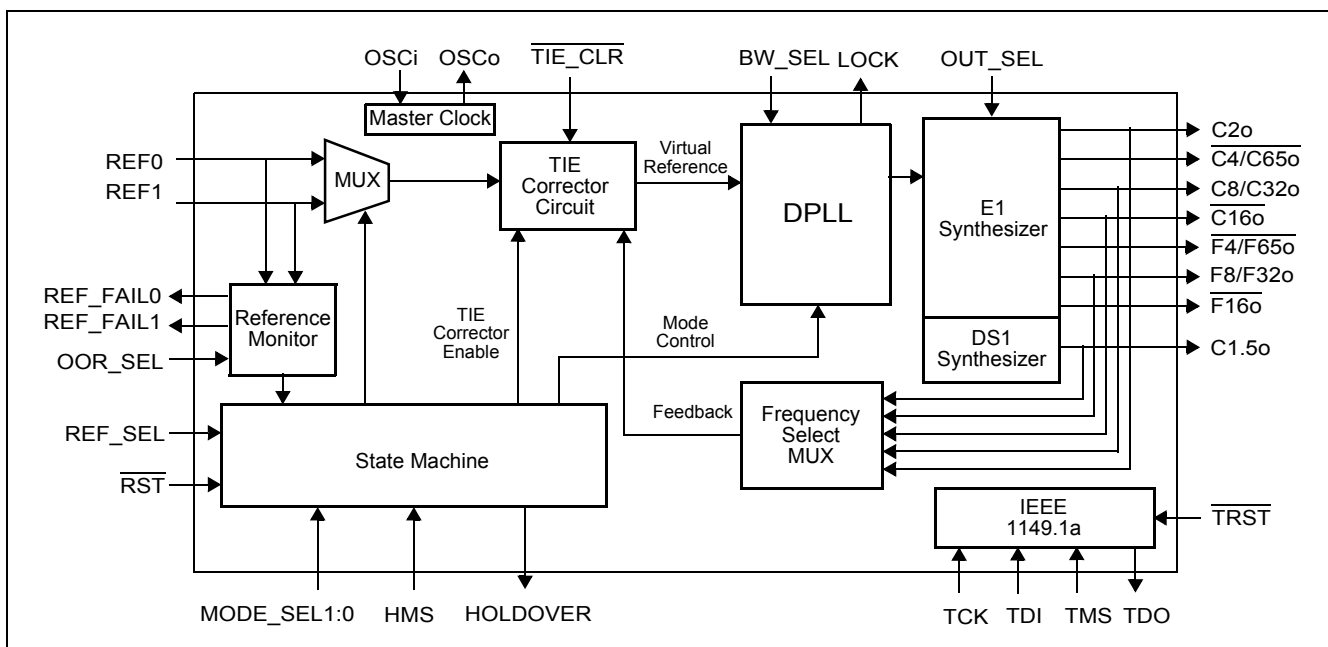 OSCi
OSCo
TIE_CLR
BW_SEL
LOCK
OUT_SEL
Master Clock
REF0
REF1
MUX
TIE
Corrector
Circuit
Virtual
Reference
DPLL
E1
Synthesizer
DS1
Synthesizer
C2o
C4/C65o
C8/C32o
C16o
F4/F65o
F8/F32o
F16o
C1.5o
REF_FAIL0
REF_FAIL1
OOR_SEL
Reference
Monitor
TIE
Corrector
Enable
Mode
Control
REF_SEL
RST
State Machine
Feedback
Frequency
Select
MUX
IEEE
1149.1a
TRST
MODE_SEL1:0
HMS
HOLDOVER
TCK
TDI
TMS
TDO